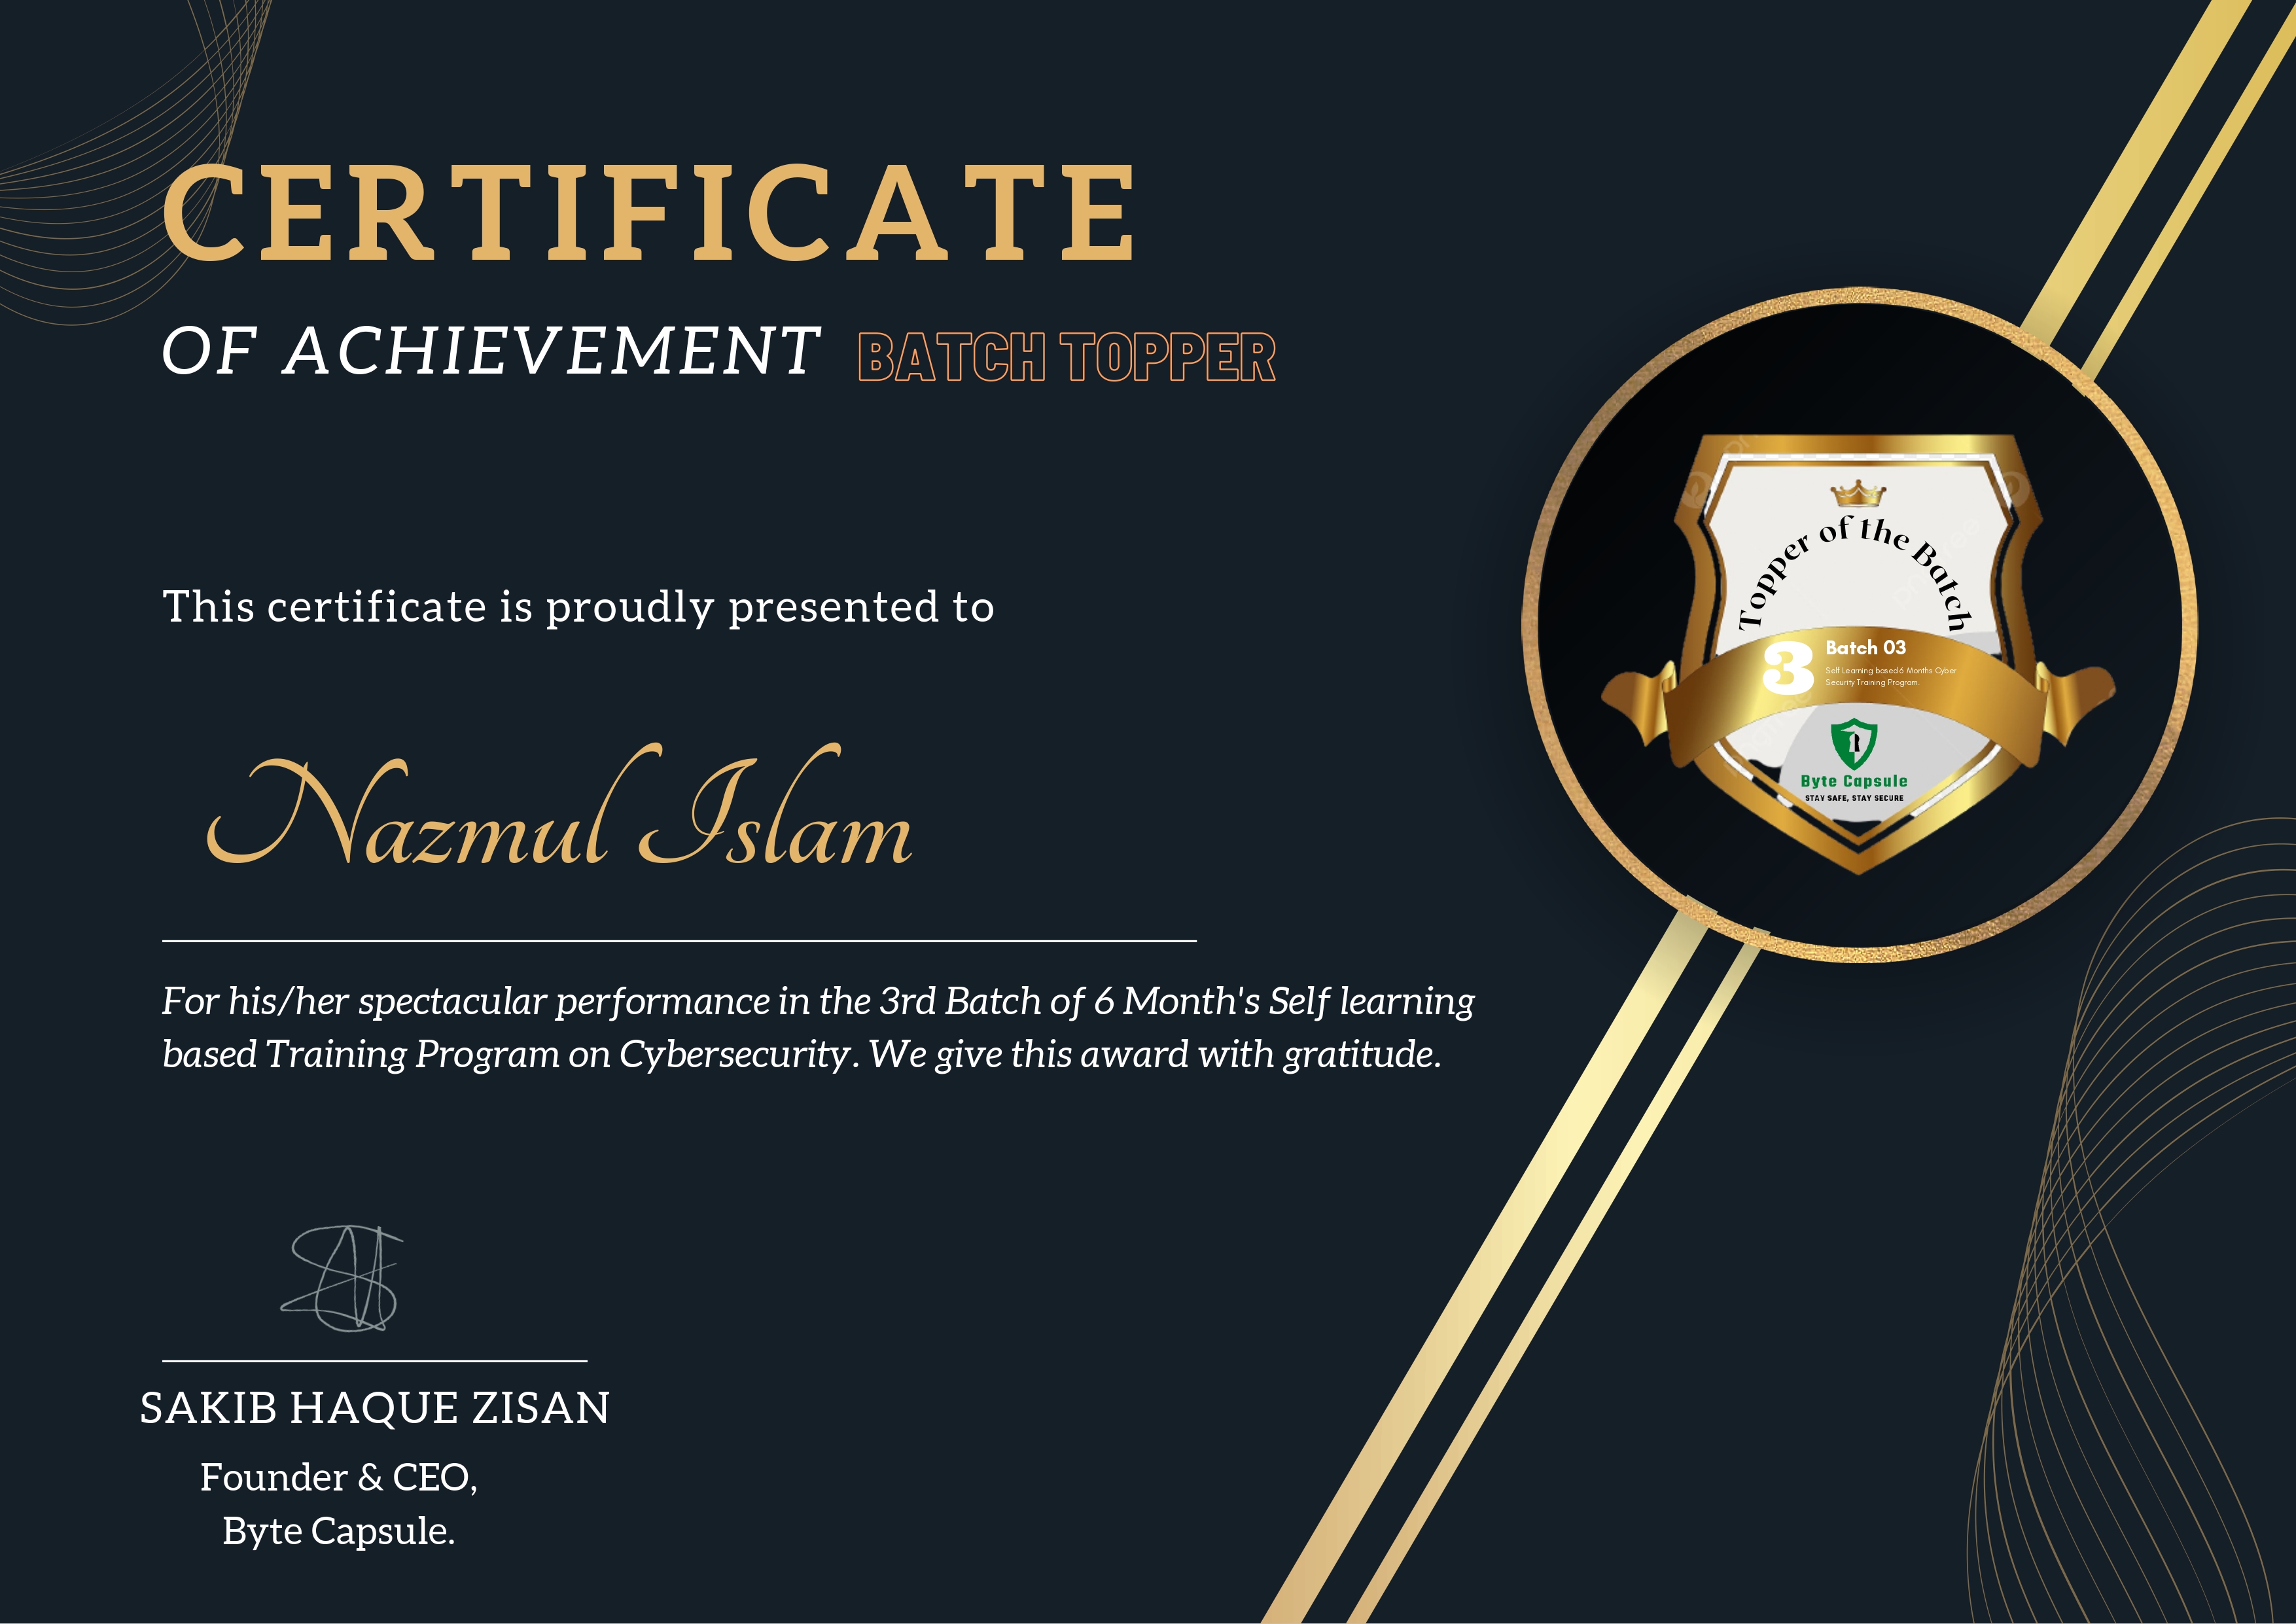 CERTIFICATE
OF ACHIEVEMENT BATCH TOPPER
This certificate is proudly presented to
Nazmul Islam
For his/her spectacular performance in the 3rd Batch of 6 Month's Self learning
based Training Program on Cybersecurity. We give this award with gratitude.
SAKIB HAQUE ZISAN
Founder & CEO,
Byte Capsule.
Topper of the Batch
3
Batch 03
Self Learning based 6 Months Cyber
Security Training Program.
Byte Capsule
STAY SAFE, STAY SECURE